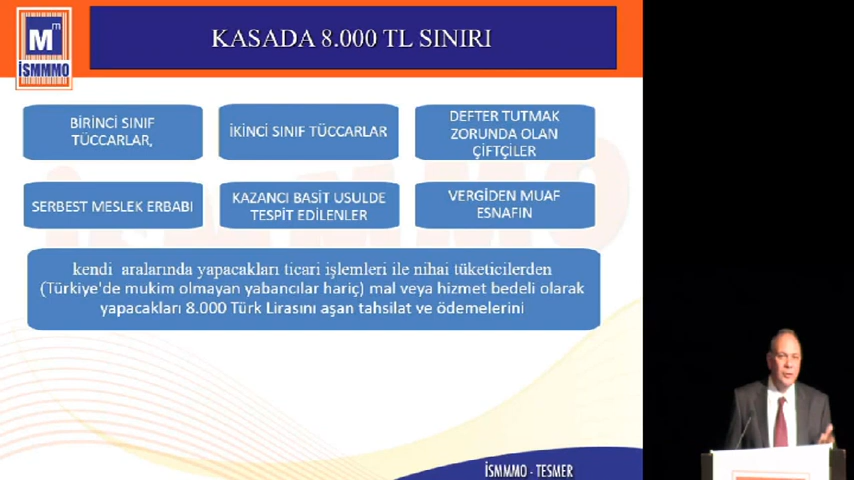 Mm
İSMMMO
KASADA 8.000 TL SINIRI
BİRİNCİ SINIF
TÜCCARLAR,
İKİNCİ SINIF TÜCCARLAR
DEFTER TUTMAK
ZORUNDA OLAN
ÇİFTÇİLER
SERBEST MESLEK ERBABI
KAZANCI BASİT USULDE
TESPİT EDİLENLER
VERGİDEN MUAF
ESNAFIN
kendi aralarında yapacakları ticari işlemleri ile nihai tüketicilerden
(Türkiye'de mukim olmayan yabancılar hariç) mal veya hizmet bedeli olarak
yapacakları 8.000 Türk Lirasını aşan tahsilat ve ödemelerini
İSMMMO - TESMER